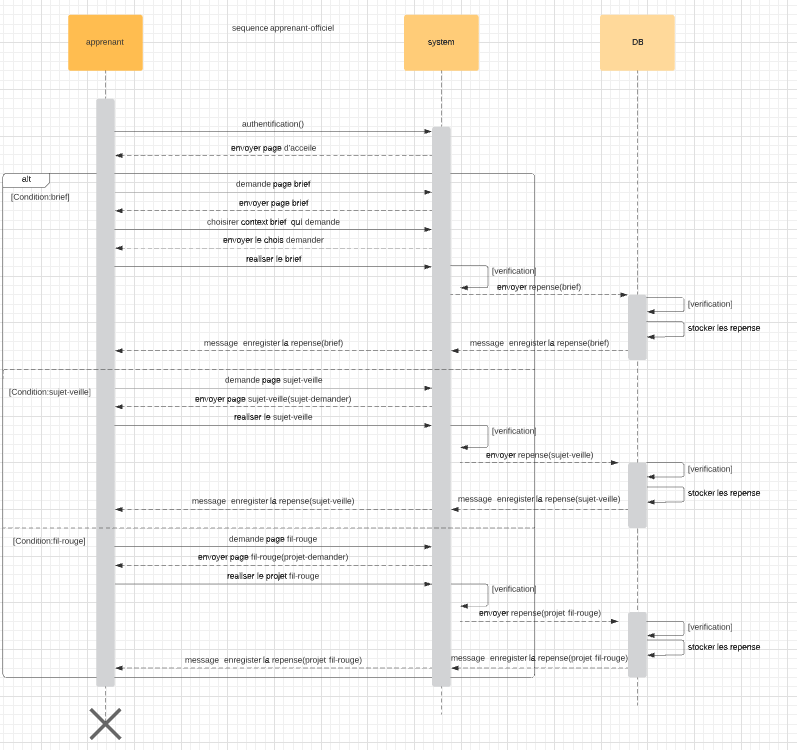 sequence apprenant-officiel
apprenant
system
DB
authentification()
envoyer page d'acceile
alt
[Condition:brief]
demande page brief
envoyer page brief
choisirer context brief qui demande
envoyer le chois demander
realiser le brief
[verification]
envoyer repense(brief)
[verification]
stocker les repense
message enregister la repense(brief)
message enregister la repense(brief)
[Condition:sujet-veille]
demande page sujet-veille
envoyer page sujet-veille(sujet-demander)
realiser le sujet-veille
[verification]
envoyer repense(sujet-veille)
[verification]
stocker les repense
message enregister la repense(sujet-veille)
message enregister la repense(sujet-veille)
[Condition:fil-rouge]
demande page fil-rouge
envoyer page fil-rouge(projet-demander)
realiser le projet fil-rouge
[verification]
envoyer repense(projet fil-rouge)
[verification]
stocker les repense
message enregister la repense(projet fil-rouge)
message enregister la repense(projet fil-rouge)